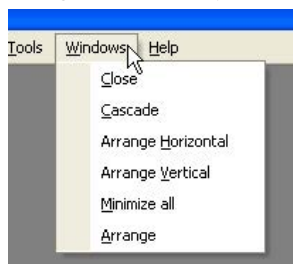 Tools Windows Help
Close
Cascade
Arrange Horizontal
Arrange Vertical
Minimize all
Arrange